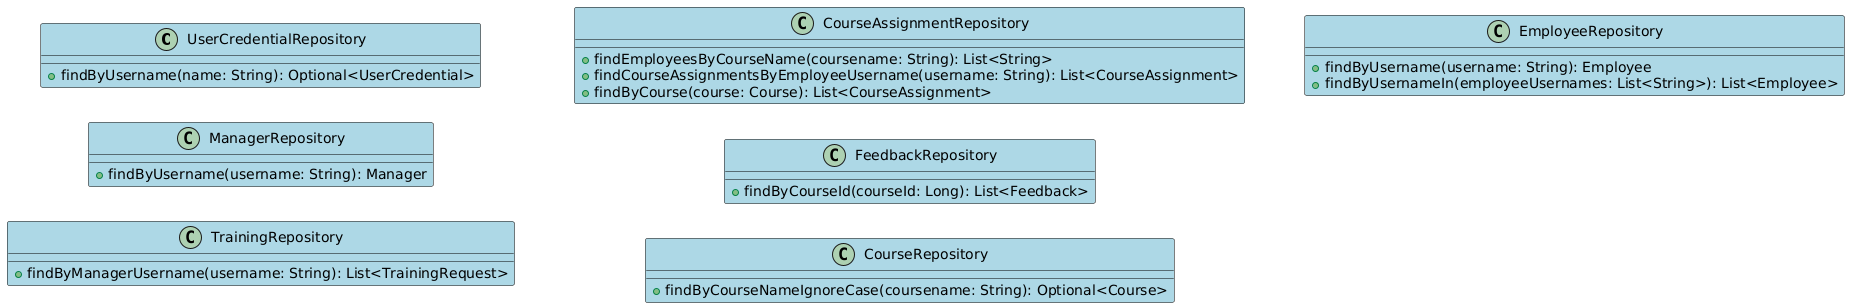 C UserCredentialRepository
findByUsername(name: String): Optional<UserCredential>
C ManagerRepository
findByUsername(username: String): Manager
C TrainingRepository
findByManagerUsername(username: String): List<TrainingRequest>
C CourseAssignmentRepository
findEmployeesByCourseName(coursename: String): List<String>
findCourseAssignmentsByEmployeeUsername(username: String): List<CourseAssignment>
findByCourse(course: Course): List<CourseAssignment>
C FeedbackRepository
findByCourseId(courseId: Long): List<Feedback>
C CourseRepository
findByCourseNameIgnoreCase(coursename: String): Optional<Course>
C EmployeeRepository
findByUsername(username: String): Employee
findByUsernameIn(employeeUsernames: List<String>): List<Employee>